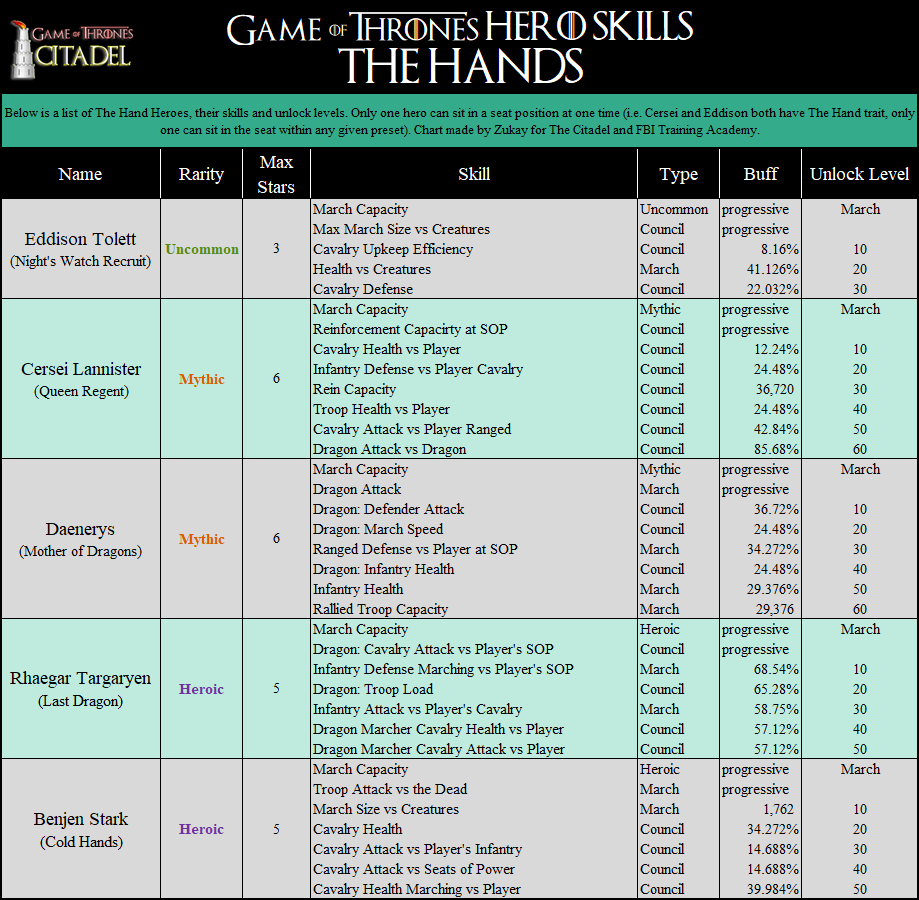 GAME OF THRONES
CITADEL
GAME OF THRONES HERO SKILLS
THE HANDS
Below is a list of The Hand Heroes, their skills and unlock levels. Only one hero can sit in a seat position at one time (i.e. Cersei and Eddison both have The Hand trait, only
one can sit in the seat within any given preset). Chart made by Zukay for The Citadel and FBI Training Academy.
Name Rarity Max Stars Skill Type Buff Unlock Level
Eddison Tolett
(Night's Watch Recruit)
Uncommon
3
March Capacity Uncommon progressive March
Max March Size vs Creatures Council progressive
Cavalry Upkeep Efficiency Council 8.16% 10
Health vs Creatures March 41.126% 20
Cavalry Defense Council 22.032% 30
Cersei Lannister
(Queen Regent)
Mythic
6
March Capacity Mythic progressive March
Reinforcement Capacirty at SOP Council progressive
Cavalry Health vs Player Council 12.24% 10
Infantry Defense vs Player Cavalry Council 24.48% 20
Rein Capacity Council 36,720 30
Troop Health vs Player Council 24.48% 40
Cavalry Attack vs Player Ranged Council 42.84% 50
Dragon Attack vs Dragon Council 85.68% 60
Daenerys
(Mother of Dragons)
Mythic
6
March Capacity Mythic progressive March
Dragon Attack March progressive
Dragon: Defender Attack Council 36.72% 10
Dragon: March Speed Council 24.48% 20
Ranged Defense vs Player at SOP March 34.272% 30
Dragon: Infantry Health Council 24.48% 40
Infantry Health March 29.376% 50
Rallied Troop Capacity March 29,376 60
Rhaegar Targaryen
(Last Dragon)
Heroic
5
March Capacity Heroic progressive March
Dragon: Cavalry Attack vs Player's SOP Council progressive
Infantry Defense Marching vs Player's SOP March 68.54% 10
Dragon: Troop Load Council 65.28% 20
Infantry Attack vs Player's Cavalry March 58.75% 30
Dragon Marcher Cavalry Health vs Player Council 57.12% 40
Dragon Marcher Cavalry Attack vs Player Council 57.12% 50
Benjen Stark
(Cold Hands)
Heroic
5
March Capacity Heroic progressive March
Troop Attack vs the Dead March progressive
March Size vs Creatures March 1,762 10
Cavalry Health Council 34.272% 20
Cavalry Attack vs Player's Infantry Council 14.688% 30
Cavalry Attack vs Seats of Power Council 14.688% 40
Cavalry Health Marching vs Player Council 39.984% 50